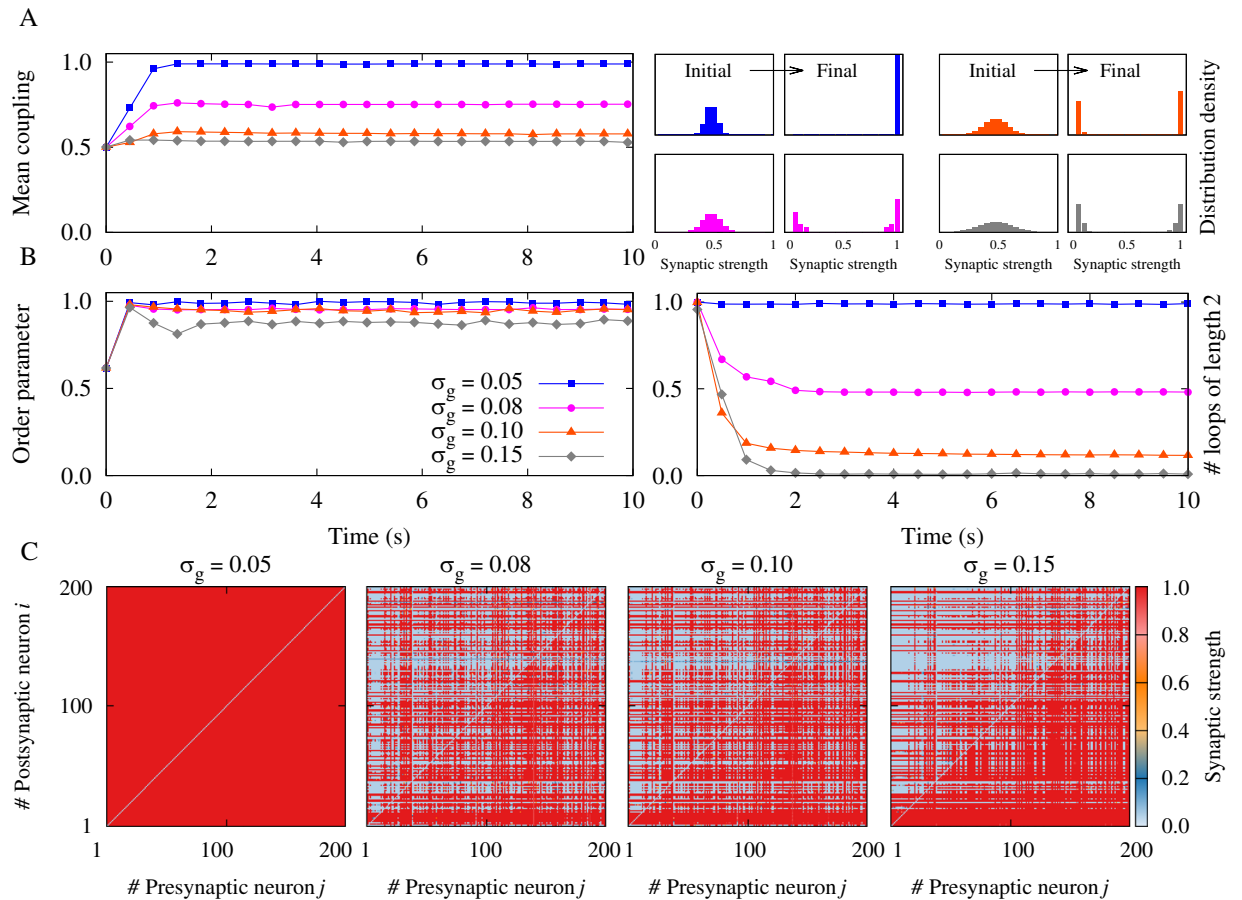 A
Mean coupling
1.0
0.5
0.0
0 2 4 6 8 10
Initial Final
Initial Final
0 0.5 1
0 0.5 1
0 0.5 1
0 0.5 1
Synaptic strength
Synaptic strength
Synaptic strength
Synaptic strength
Distribution density
B
Order parameter
1.0
0.5
0.0
σg = 0.05
σg = 0.08
σg = 0.10
σg = 0.15
0 2 4 6 8 10
Time (s)
1.0
0.5
0.0
0 2 4 6 8 10
Time (s)
# loops of length 2
C
σg = 0.05
σg = 0.08
σg = 0.10
σg = 0.15
# Postsynaptic neuron i
200
100
1
1 100 200
1 100 200
1 100 200
1 100 200
# Presynaptic neuron j
# Presynaptic neuron j
# Presynaptic neuron j
# Presynaptic neuron j
1.0
0.8
0.6
0.4
0.2
0.0
Synaptic strength